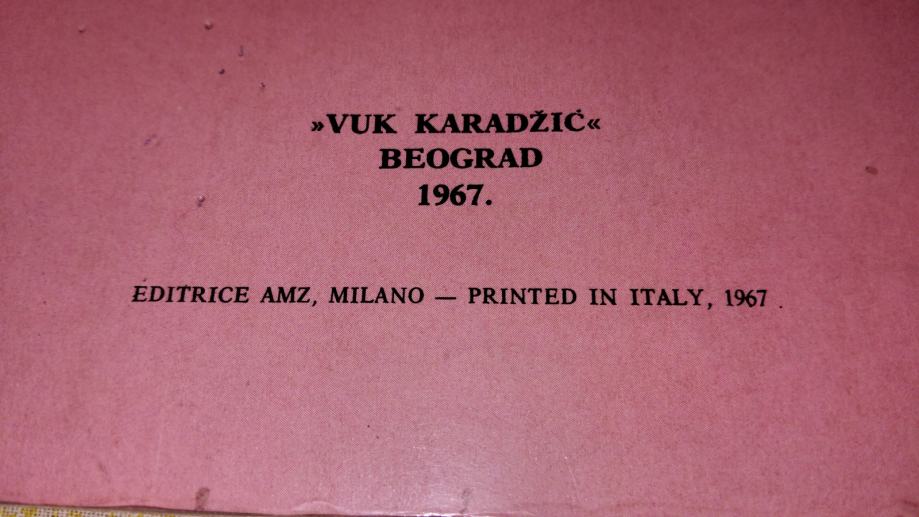 »VUK KARADŽIĆ«
BEOGRAD
1967.
EDITRICE AMZ, MILANO — PRINTED IN ITALY, 1967